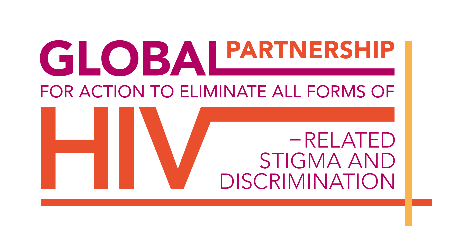 GLOBAL PARTNERSHIP
FOR ACTION TO ELIMINATE ALL FORMS OF
HIV
–RELATED
STIGMA AND
DISCRIMINATION